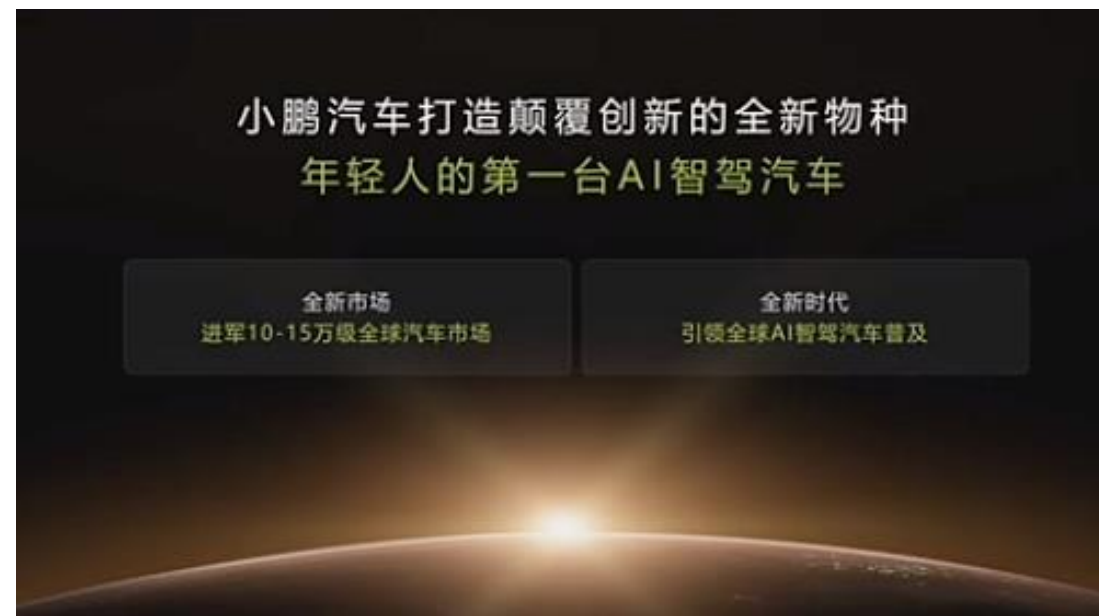 小鹏汽车打造颠覆创新的全新物种
年轻人的第一台AI智驾汽车
全新市场
进军10-15万级全球汽车市场
全新时代
引领全球AI智驾汽车普及